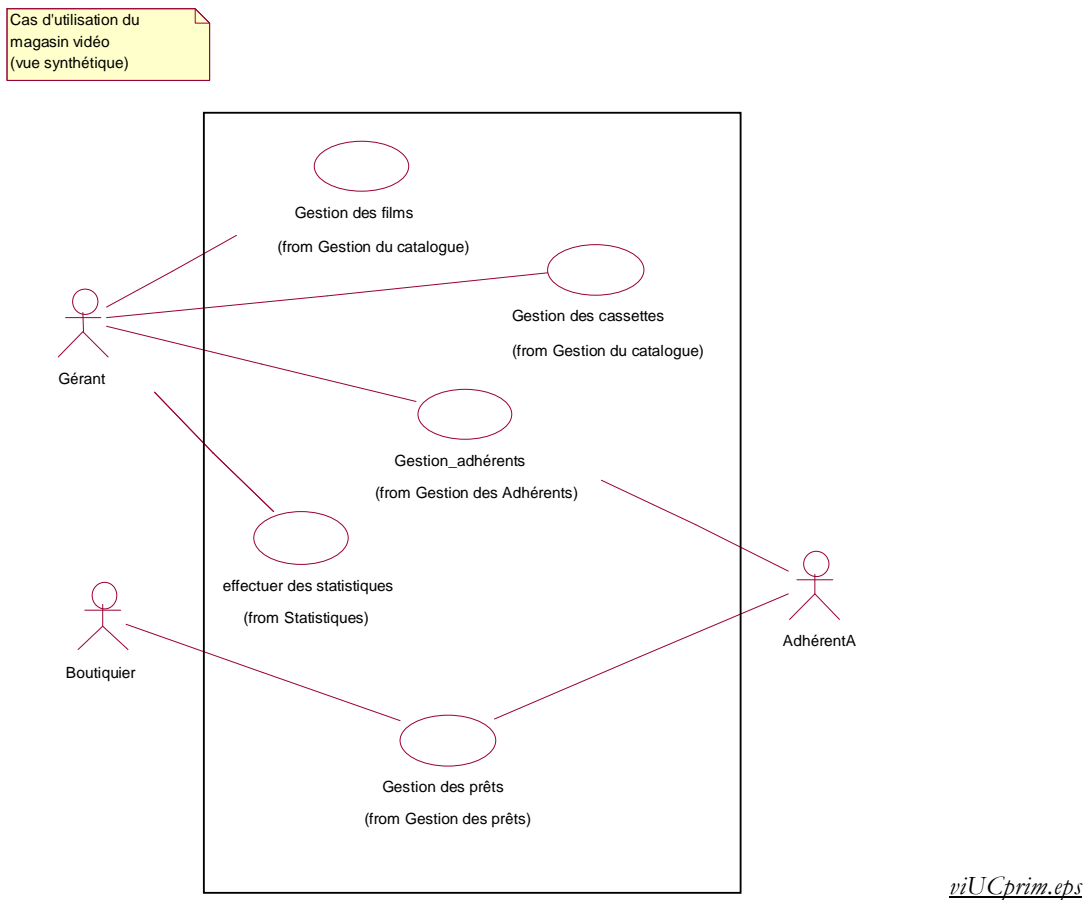 Cas d'utilisation du
magasin vidéo
(vue synthétique)
Gestion des films
(from Gestion du catalogue)
Gestion des cassettes
(from Gestion du catalogue)
Gérant
Gestion_adhérents
(from Gestion des Adhérents)
effectuer des statistiques
(from Statistiques)
AdhérentA
Boutiquier
Gestion des prêts
(from Gestion des prêts)
viUCprim.eps